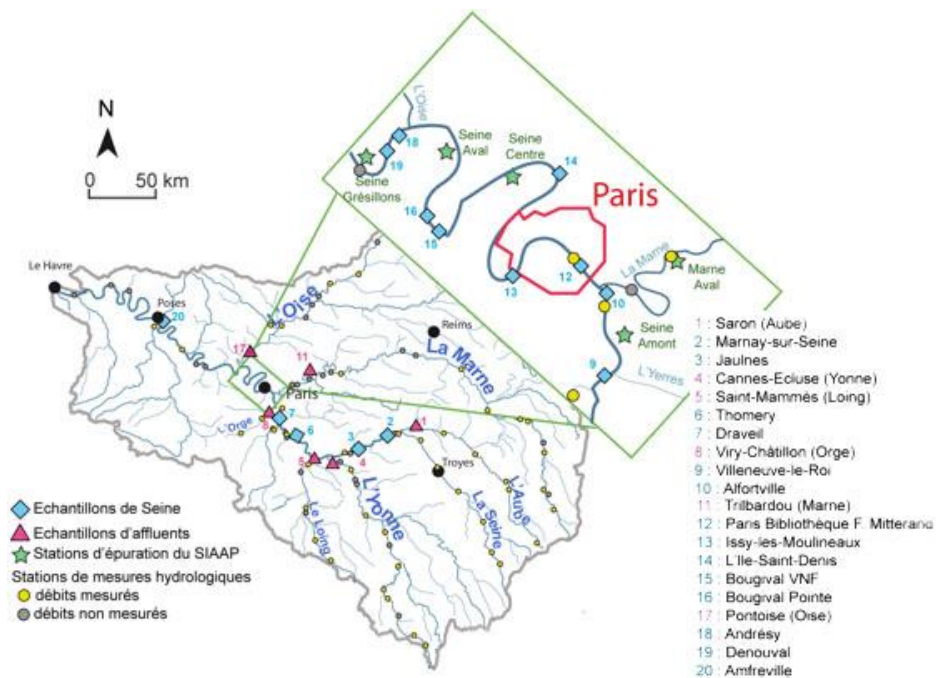 N
0 50 km
L'Oise
18
19
Seine
Aval
Seine
Centre
14
Seine
Grésillons
16
15
Paris
La Marne
12
13
10
Marne
Aval
Seine
Amont
9
L'Yerres
Le Havre
Poses
20
L'Oise
17
11
Reims
La Marne
Paris
7
8
L'Orge
6
3
2
1
5
4
Troyes
Le Loing
L'Yonne
La Seine
L'Aube
Echantillons de Seine
Echantillons d'affluents
Stations d'épuration du SIAAP
Stations de mesures hydrologiques
débits mesurés
débits non mesurés
1 : Saron (Aube)
2 : Marnay-sur-Seine
3 : Jaulnes
4 : Cannes-Ecluse (Yonne)
5 : Saint-Mammés (Loing)
6 : Thomery
7 : Draveil
8 : Viry-Châtillon (Orge)
9 : Villeneuve-le-Roi
10 : Alfortville
11 : Trilbardou (Marne)
12 : Paris Bibliothèque F. Mitterand
13 : Issy-les-Moulineaux
14 : L'Ile-Saint-Denis
15 : Bougival VNF
16 : Bougival Pointe
17 : Pontoise (Oise)
18 : Andrésy
19 : Denouval
20 : Amfreville